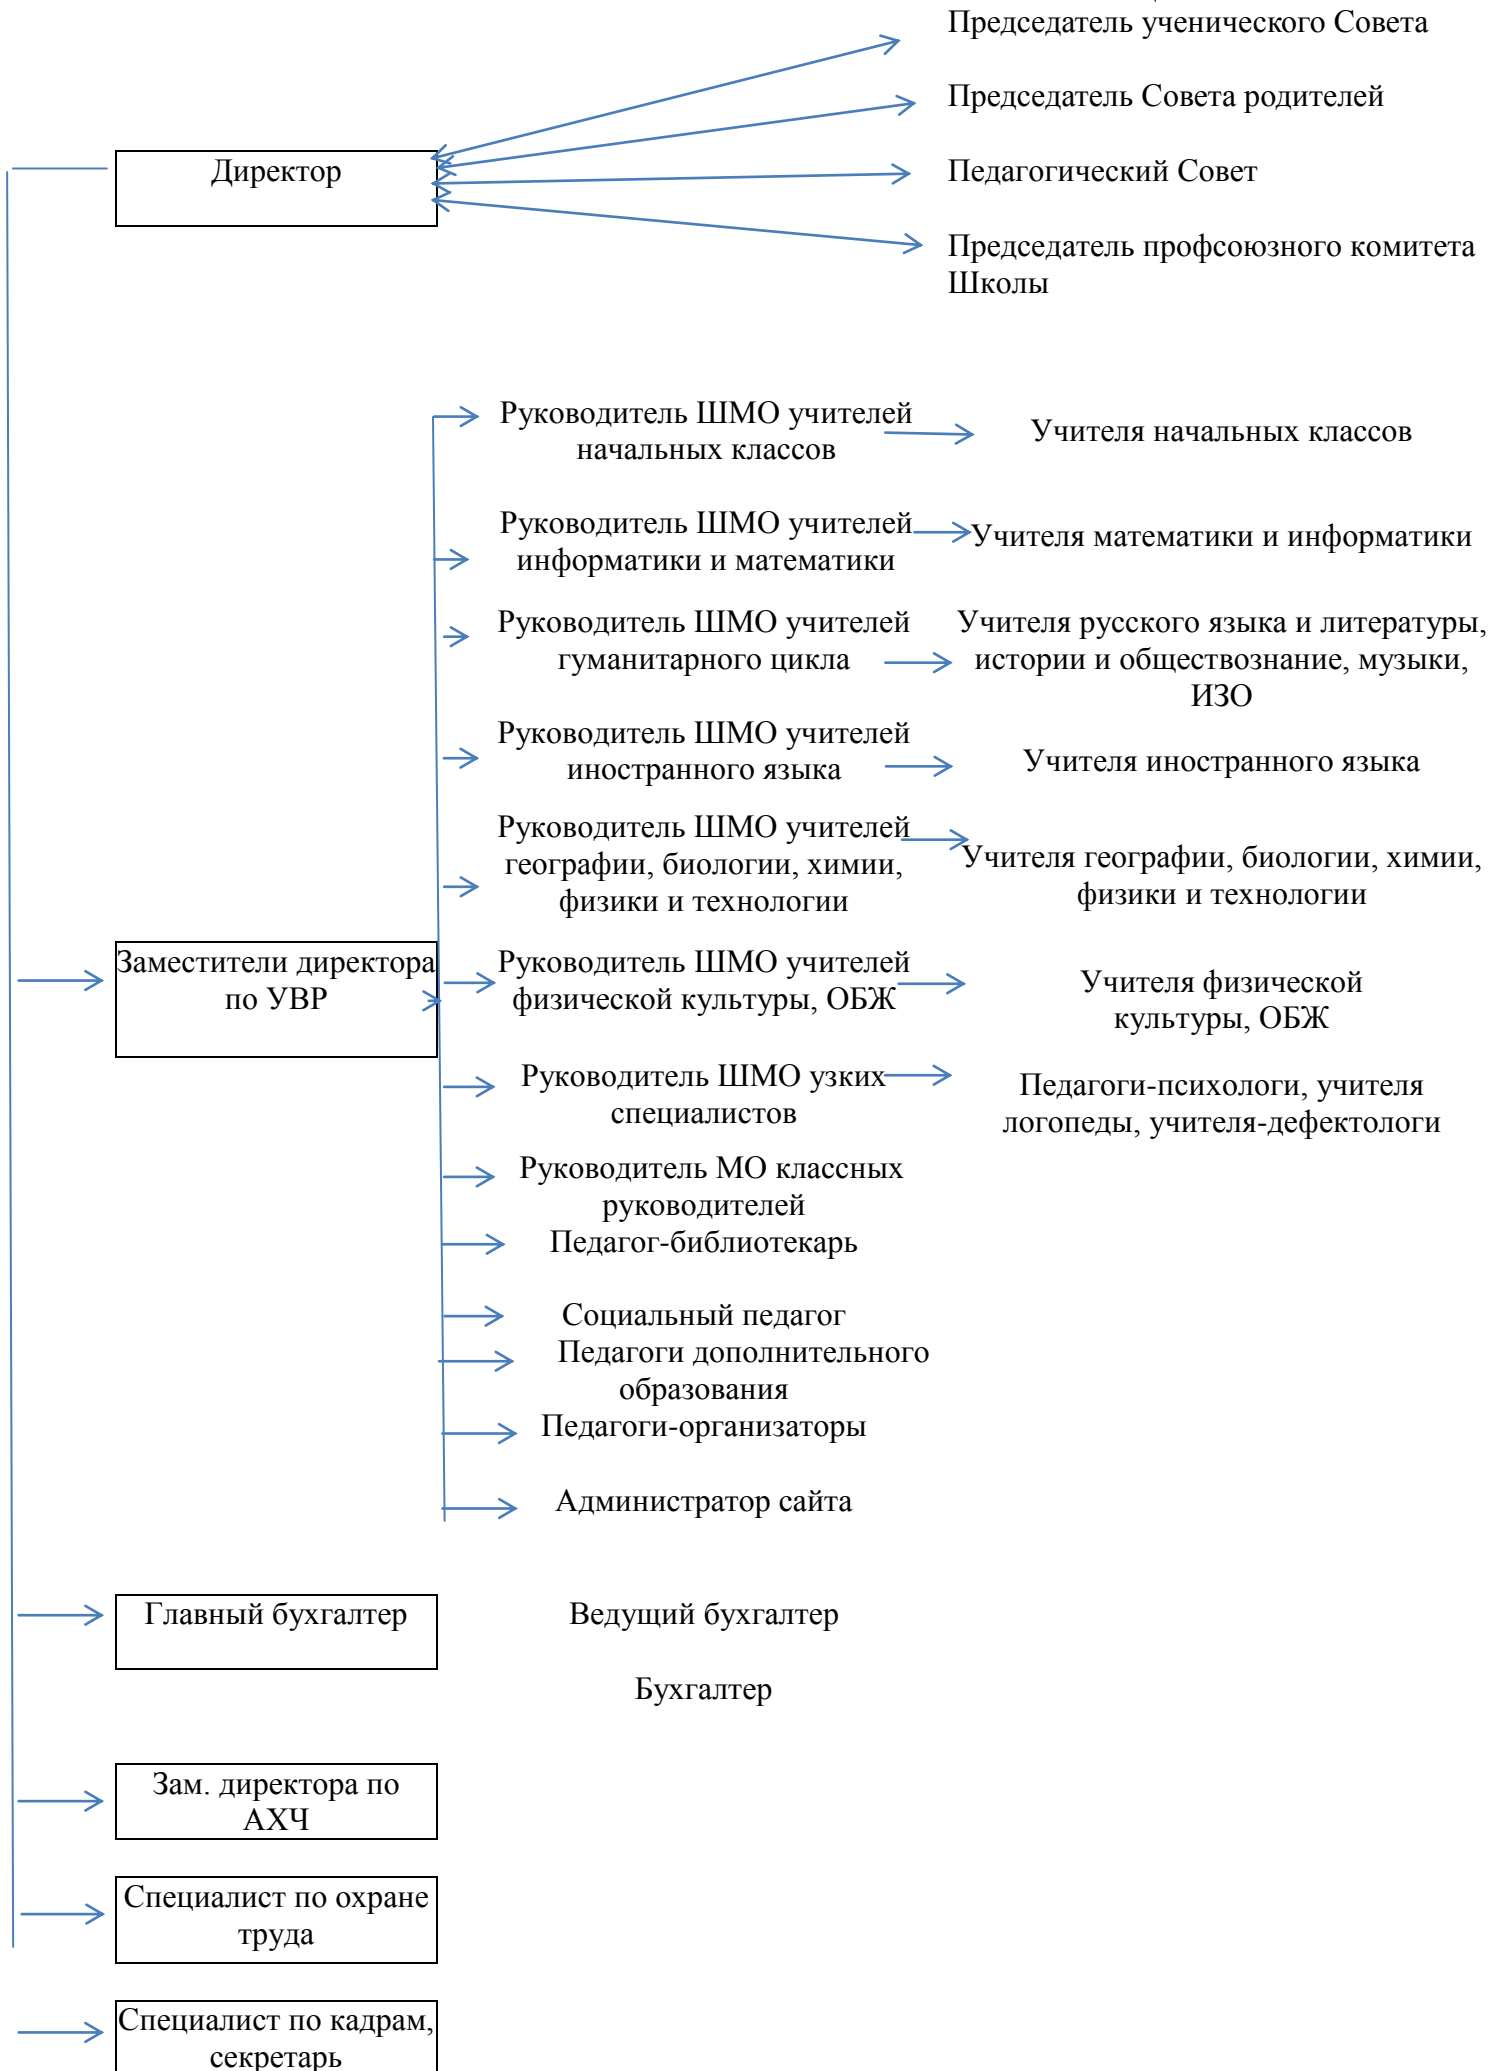 Председатель ученического Совета
Председатель Совета родителей
Директор
Педагогический Совет
Председатель профсоюзного комитета
Школы
Руководитель ШМО учителей
начальных классов
Учителя начальных классов
Руководитель ШМО учителей
информатики и математики
Учителя математики и информатики
Руководитель ШМО учителей
гуманитарного цикла
Учителя русского языка и литературы,
истории и обществознание, музыки,
ИЗО
Руководитель ШМО учителей
иностранного языка
Учителя иностранного языка
Руководитель ШМО учителей
географии, биологии, химии,
физики и технологии
Учителя географии, биологии, химии,
физики и технологии
Заместители директора
по УВР
Руководитель ШМО учителей
физической культуры, ОБЖ
Учителя физической
культуры, ОБЖ
Руководитель ШМО узких
специалистов
Педагоги-психологи, учителя
логопеды, учителя-дефектологи
Руководитель МО классных
руководителей
Педагог-библиотекарь
Социальный педагог
Педагоги дополнительного
образования
Педагоги-организаторы
Администратор сайта
Главный бухгалтер
Ведущий бухгалтер
Бухгалтер
Зам. директора по
АХЧ
Специалист по охране
труда
Специалист по кадрам,
секретарь